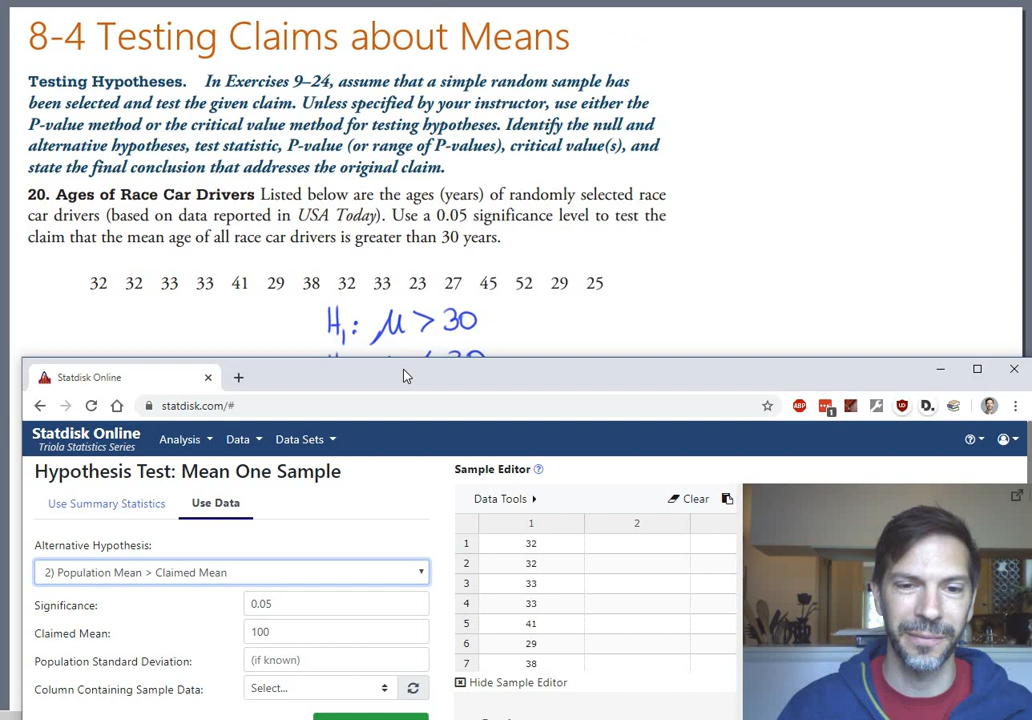 8-4 Testing Claims about Means
Testing Hypotheses. In Exercises 9–24, assume that a simple random sample has
been selected and test the given claim. Unless specified by your instructor, use either the
P-value method or the critical value method for testing hypotheses. Identify the null and
alternative hypotheses, test statistic, P-value (or range of P-values), critical value(s), and
state the final conclusion that addresses the original claim.
20. Ages of Race Car Drivers Listed below are the ages (years) of randomly selected race
car drivers (based on data reported in USA Today). Use a 0.05 significance level to test the
claim that the mean age of all race car drivers is greater than 30 years.
32 32 33 33 41 29 38 32 33 23 27 45 52 29 25
H₁: μ > 30
Statdisk Online
statdisk.com/#
ABP
1
D.
Statdisk Online
Triola Statistics Series
Analysis Data Data Sets
Hypothesis Test: Mean One Sample
Use Summary Statistics Use Data
Alternative Hypothesis:
2) Population Mean > Claimed Mean
Significance: 0.05
Claimed Mean: 100
Population Standard Deviation: (if known)
Column Containing Sample Data: Select...
Sample Editor
Data Tools Clear
1 2
1 32
2 32
3 33
4 33
5 41
6 29
7 38
Hide Sample Editor